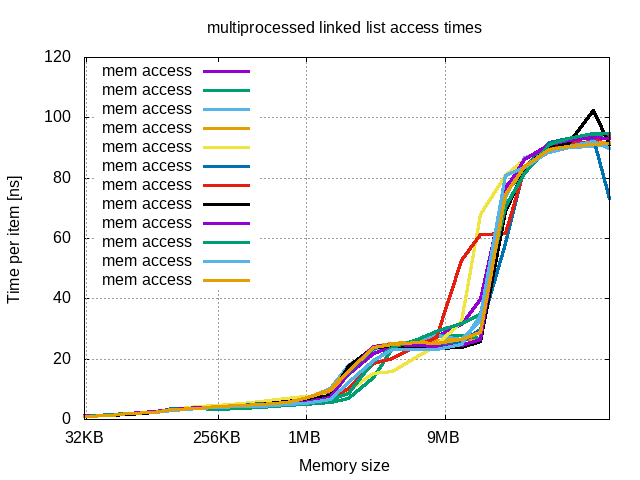 multiprocessed linked list access times
120
100
80
60
40
20
0
Time per item [ns]
mem access
mem access
mem access
mem access
mem access
mem access
mem access
mem access
mem access
mem access
mem access
mem access
32KB 256KB 1MB 9MB
Memory size